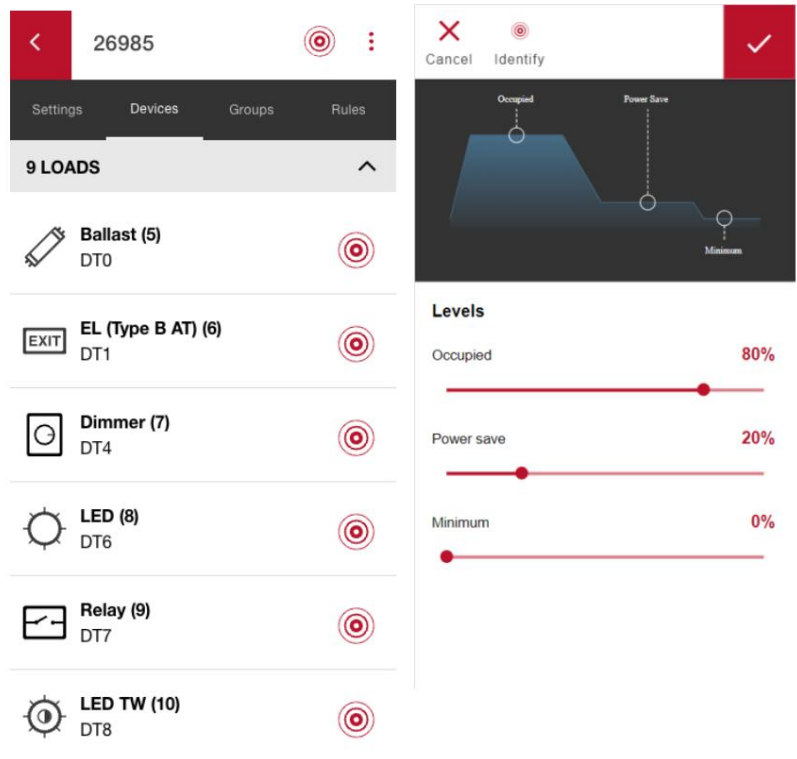 26985
Settings Devices Groups Rules
9 LOADS
Ballast (5)
DT0
EXIT
EL (Type B AT) (6)
DT1
Dimmer (7)
DT4
LED (8)
DT6
Relay (9)
DT7
LED TW (10)
DT8
Cancel Identify
Occupied Power Save
Minimum
Levels
Occupied 80%
Power save 20%
Minimum 0%